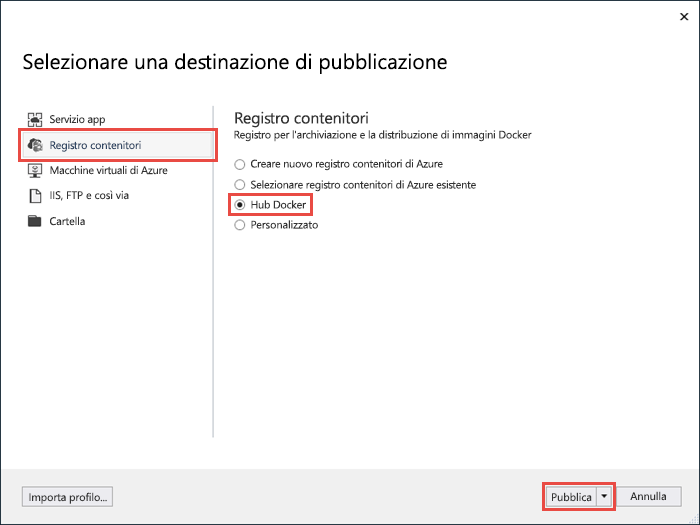 Selezionare una destinazione di pubblicazione
Servizio app
Registro contenitori
Macchine virtuali di Azure
IIS, FTP e così via
Cartella
Registro contenitori
Registro per l'archiviazione e la distribuzione di immagini Docker
Creare nuovo registro contenitori di Azure
Selezionare registro contenitori di Azure esistente
Hub Docker
Personalizzato
Importa profilo...
Pubblica
Annulla